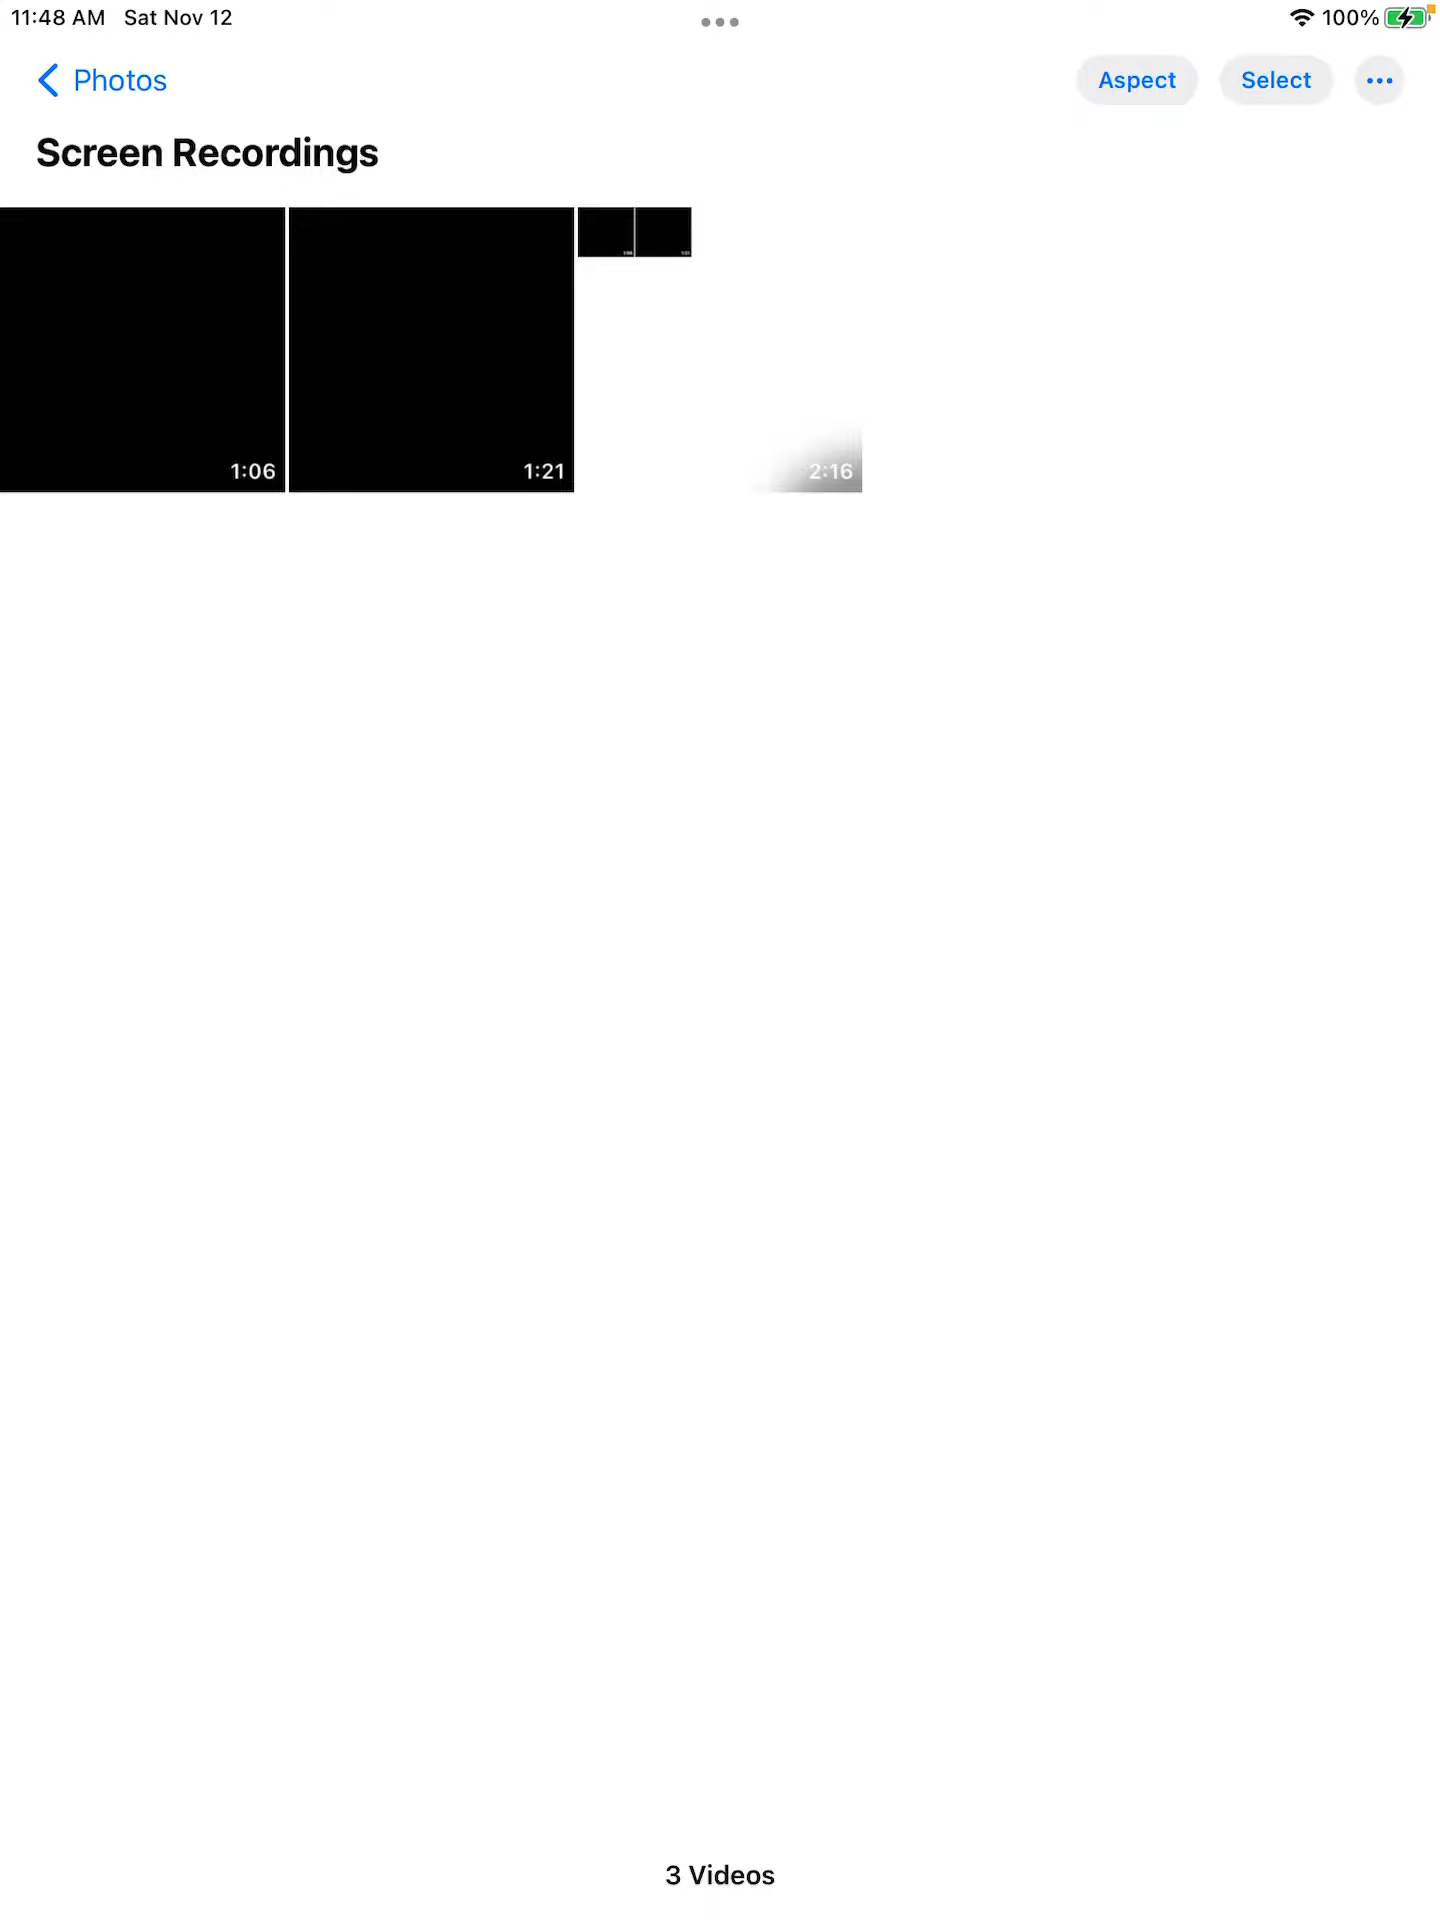 11:48 AM Sat Nov 12
100%
Photos
Aspect
Select
Screen Recordings
1:06
1:21
2:16
3 Videos